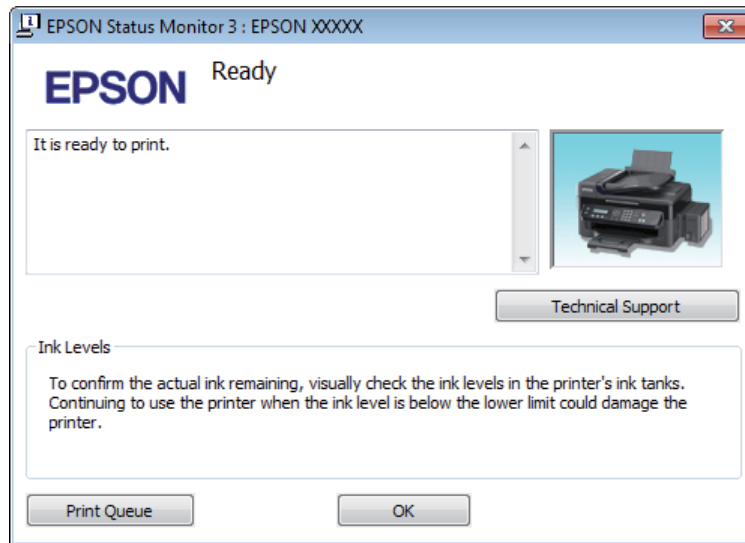 EPSON Status Monitor 3 : EPSON XXXXX
EPSON
Ready
It is ready to print.
Technical Support
Ink Levels
To confirm the actual ink remaining, visually check the ink levels in the printer's ink tanks.
Continuing to use the printer when the ink level is below the lower limit could damage the
printer.
Print Queue
OK